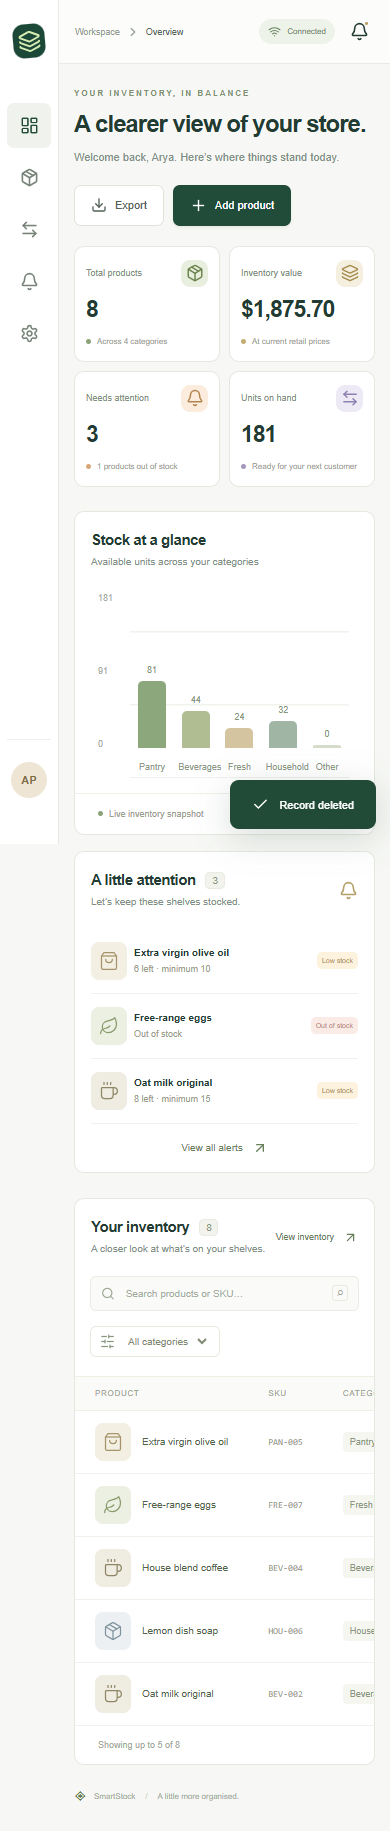 Workspace > Overview
Connected
YOUR INVENTORY, IN BALANCE
A clearer view of your store.
Welcome back, Arya. Here's where things stand today.
Export
Add product
Total products
8
Across 4 categories
Inventory value
$1,875.70
At current retail prices
Needs attention
3
1 products out of stock
Units on hand
181
Ready for your next customer
Stock at a glance
Available units across your categories
181
91
0
81
44
24
32
0
Pantry Beverages Fresh Household Other
Live inventory snapshot
Record deleted
AP
A little attention 3
Let's keep these shelves stocked.
Extra virgin olive oil
6 left · minimum 10
Low stock
Free-range eggs
Out of stock
Out of stock
Oat milk original
8 left · minimum 15
Low stock
View all alerts
Your inventory 8
View inventory
A closer look at what's on your shelves.
Search products or SKU...
All categories
PRODUCT SKU CATEG
Extra virgin olive oil PAN-005 Pantry
Free-range eggs FRE-007 Fresh
House blend coffee BEV-004 Bever
Lemon dish soap HOU-006 House
Oat milk original BEV-002 Bever
Showing up to 5 of 8
SmartStock / A little more organised.